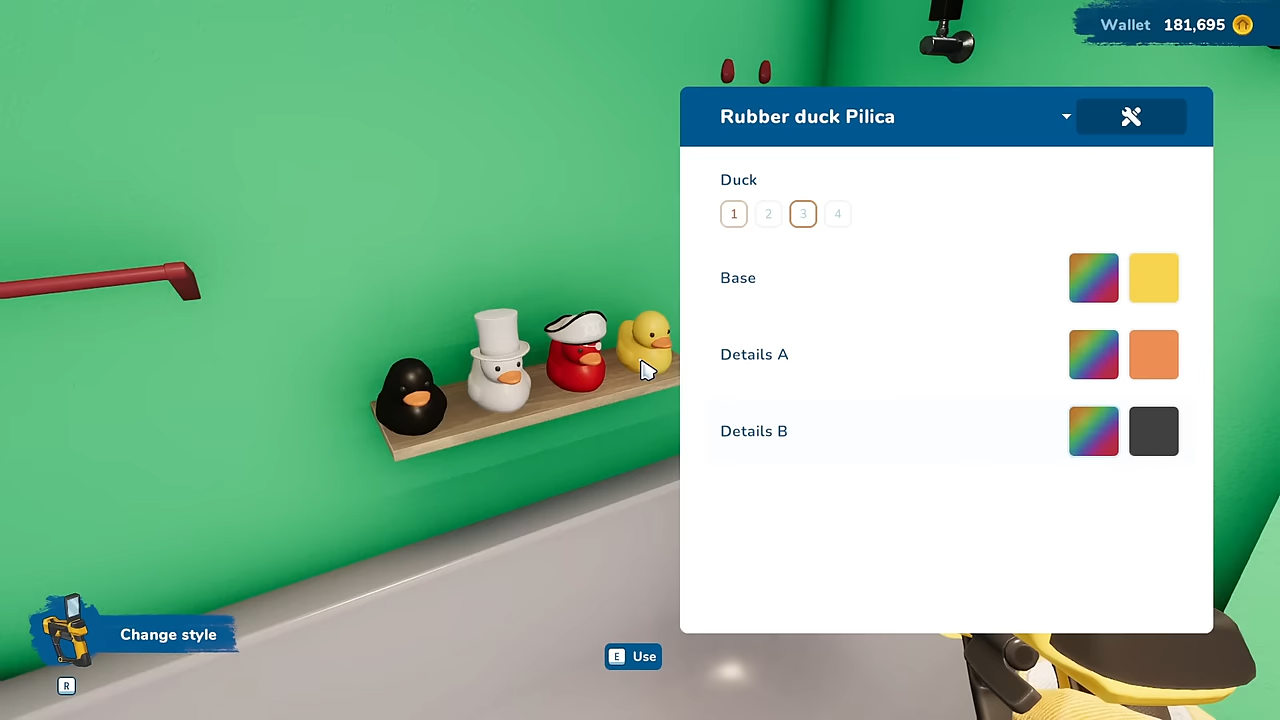 Wallet 181,695
Rubber duck Pilica
Duck
1 2 3 4
Base
Details A
Details B
Change style
R
E Use